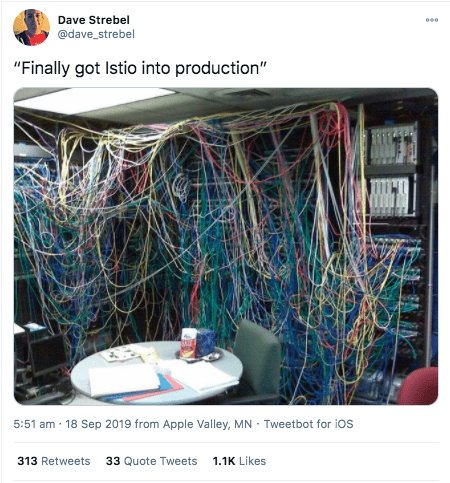 Dave Strebel
@dave_strebel
“Finally got Istio into production”
5:51 am · 18 Sep 2019 from Apple Valley, MN · Tweetbot for iOS
313 Retweets 33 Quote Tweets 1.1K Likes